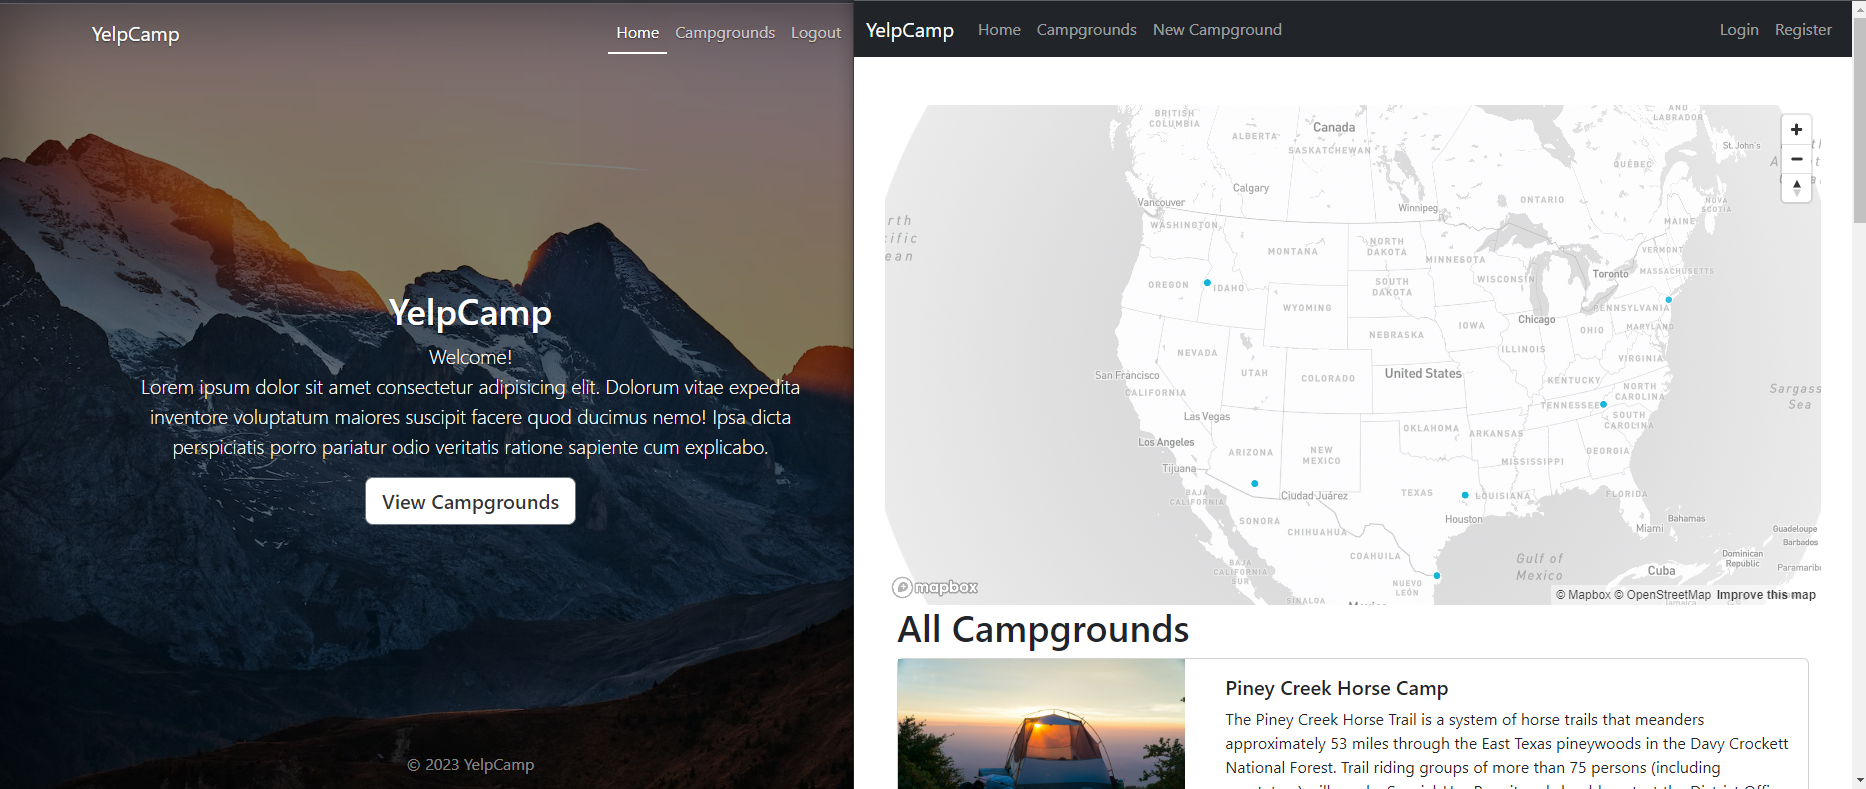 YelpCamp
Home Campgrounds Logout
YelpCamp
Welcome!
Lorem ipsum dolor sit amet consectetur adipisicing elit. Dolorum vitae expedita
inventore voluptatum maiores suscipit facere quod ducimus nemo! Ipsa dicta
perspiciatis porro pariatur odio veritatis ratione sapiente cum explicabo.
View Campgrounds
© 2023 YelpCamp
YelpCamp Home Campgrounds New Campground Login Register
BRITISH
COLUMBIA
ALBERTA
Canada
SASKATCHEWAN
AND
LABRADOR
St. John's
QUÉBEC
Calgary
Vancouver
Winnipeg
ONTARIO
NOVA
SCOTIA
WASHINGTON
MAINE
MONTANA
NORTH
DAKOTA
MINNESOTA
VERMONT
MASSACHUSETTS
OREGON
IDAHO
SOUTH
DAKOTA
WISCONSIN
Toronto
WYOMING
PENNSYLVANIA
Chicago
IOWA
OHIO
MARYLAND
NEBRASKA
NEVADA
UTAH
COLORADO
United States
ILLINOIS
VIRGINIA
San Francisco
CALIFORNIA
KENTUCKY
NORTH
CAROLINA
Sargass
Sea
Las Vegas
TENNESSEE
SOUTH
CAROLINA
Los Angeles
OKLAHOMA
ARKANSAS
ARIZONA
NEW
MEXICO
MISSISSIPPI
GEORGIA
Tijuana
BAJA
CALIFORNIA
Ciudad Juárez
TEXAS
LOUISIANA
FLORIDA
SONORA
CHIHUAHUA
Houston
Miami
Bahamas
Guadeloupe
Barbados
COAHUILA
Gulf of
Mexico
Dominican
Republic
BAJA
CALIFORNIA
SUR
NUEVO
LEÓN
Cuba
Paramaribo
SINALOA
mapbox
© Mapbox © OpenStreetMap Improve this map
All Campgrounds
Piney Creek Horse Camp
The Piney Creek Horse Trail is a system of horse trails that meanders
approximately 53 miles through the East Texas pineywoods in the Davy Crockett
National Forest. Trail riding groups of more than 75 persons (including